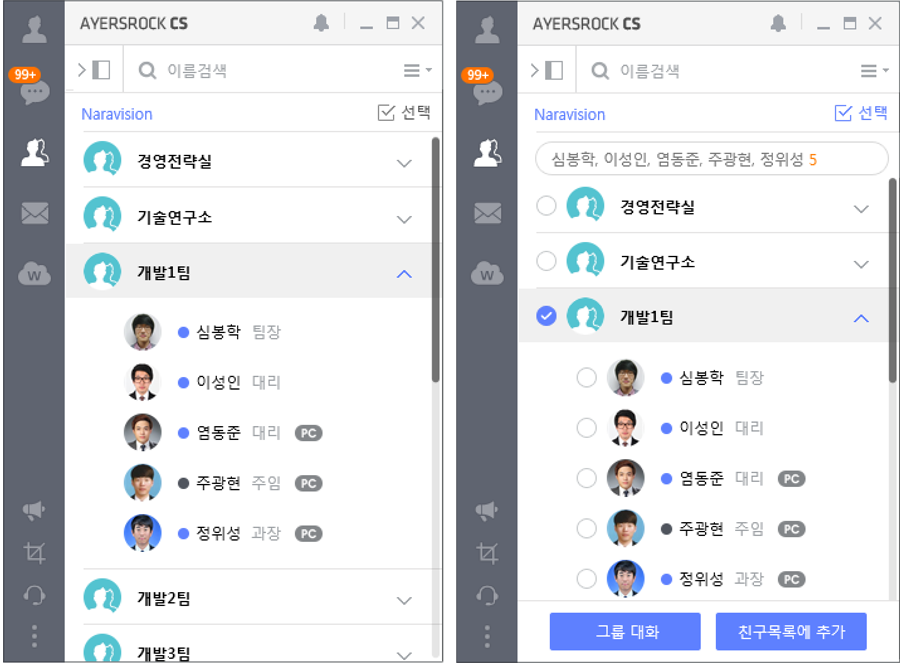 AYERSROCK CS
99+
이름검색
Naravision 선택
경영전략실
기술연구소
개발1팀
심봉학 팀장
이성인 대리
염동준 대리 PC
주광현 주임 PC
정위성 과장 PC
개발2팀
개발3팀
W
AYERSROCK CS
99+
이름검색
Naravision 선택
심봉학, 이성인, 염동준, 주광현, 정위성 5
경영전략실
기술연구소
개발1팀
심봉학 팀장
이성인 대리
염동준 대리 PC
주광현 주임 PC
정위성 과장 PC
그룹 대화 친구목록에 추가
W